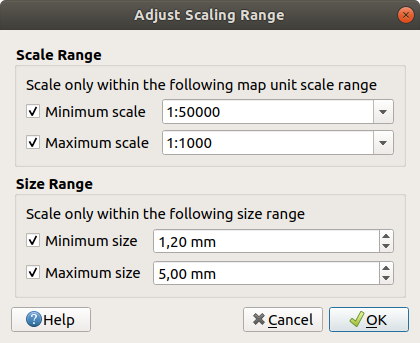 Adjust Scaling Range
Scale Range
Scale only within the following map unit scale range
Minimum scale 1:50000
Maximum scale 1:1000
Size Range
Scale only within the following size range
Minimum size 1,20 mm
Maximum size 5,00 mm
Help Cancel OK